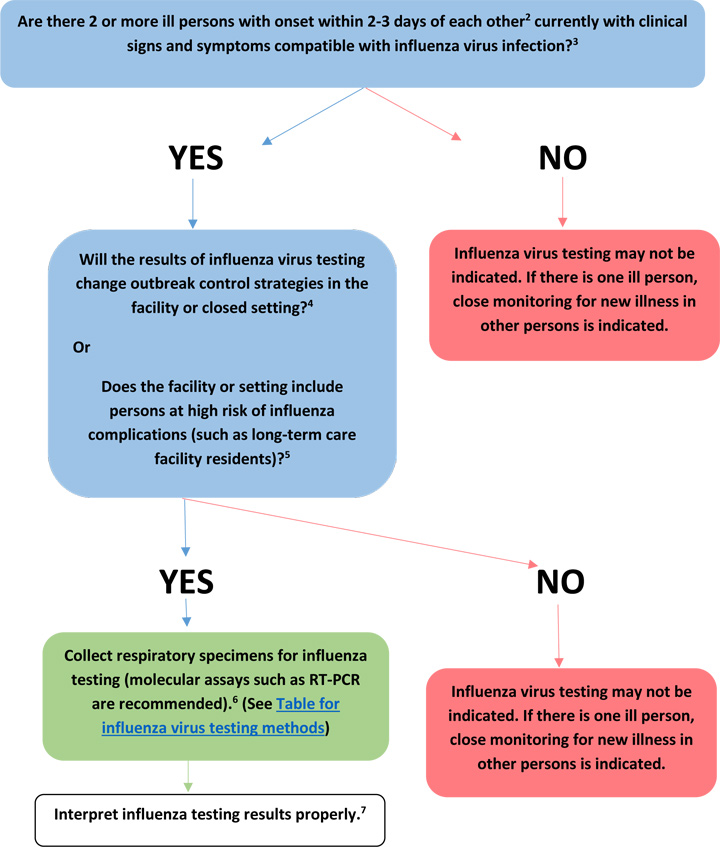 Are there 2 or more ill persons with onset within 2-3 days of each other² currently with clinical
signs and symptoms compatible with influenza virus infection?³
YES
NO
Will the results of influenza virus testing
change outbreak control strategies in the
facility or closed setting?⁴
Or
Does the facility or setting include
persons at high risk of influenza
complications (such as long-term care
facility residents)?⁵
Influenza virus testing may not be
indicated. If there is one ill person,
close monitoring for new illness in
other persons is indicated.
YES
NO
Collect respiratory specimens for influenza
testing (molecular assays such as RT-PCR
are recommended).⁶ (See Table for
influenza virus testing methods)
Influenza virus testing may not be
indicated. If there is one ill person,
close monitoring for new illness in
other persons is indicated.
Interpret influenza testing results properly.⁷